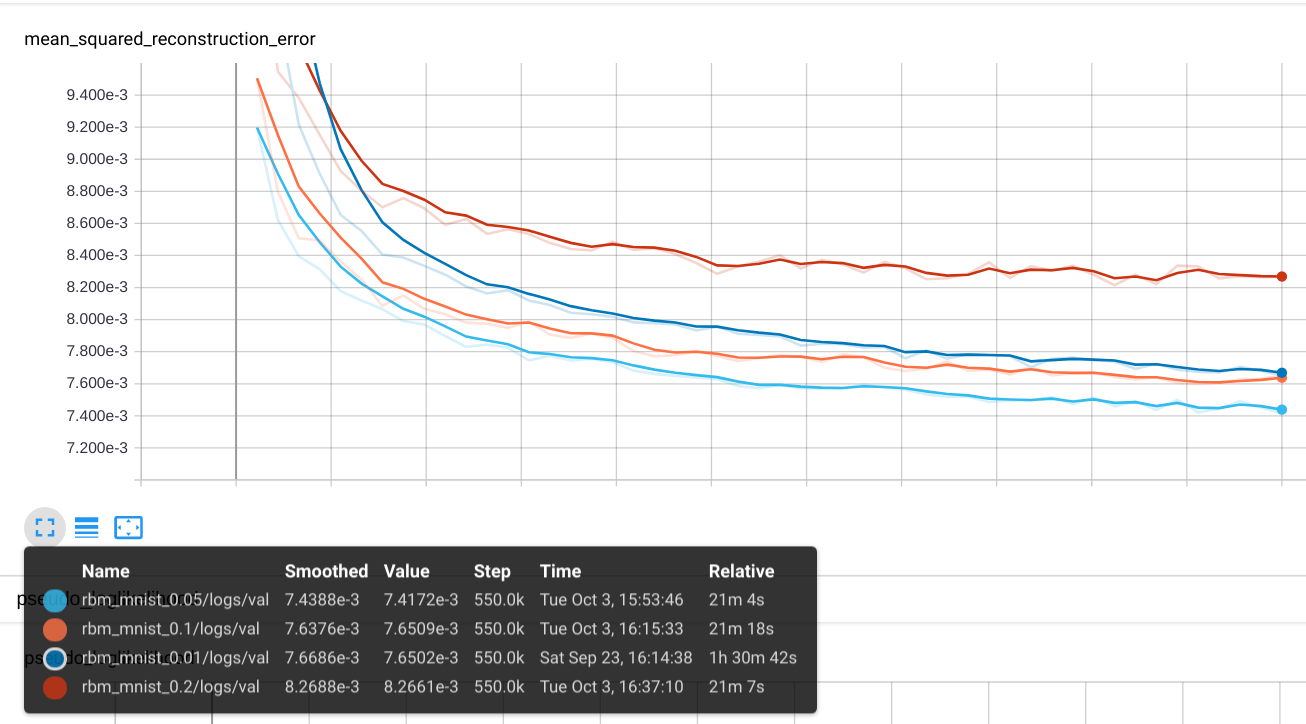 mean_squared_reconstruction_error
9.400e-3
9.200e-3
9.000e-3
8.800e-3
8.600e-3
8.400e-3
8.200e-3
8.000e-3
7.800e-3
7.600e-3
7.400e-3
7.200e-3
Name Smoothed Value Step Time Relative
rbm_mnist_0.05/logs/val 7.4388e-3 7.4172e-3 550.0k Tue Oct 3, 15:53:46 21m 4s
rbm_mnist_0.1/logs/val 7.6376e-3 7.6509e-3 550.0k Tue Oct 3, 16:15:33 21m 18s
rbm_mnist_0.01/logs/val 7.6686e-3 7.6502e-3 550.0k Sat Sep 23, 16:14:38 1h 30m 42s
rbm_mnist_0.2/logs/val 8.2688e-3 8.2661e-3 550.0k Tue Oct 3, 16:37:10 21m 7s